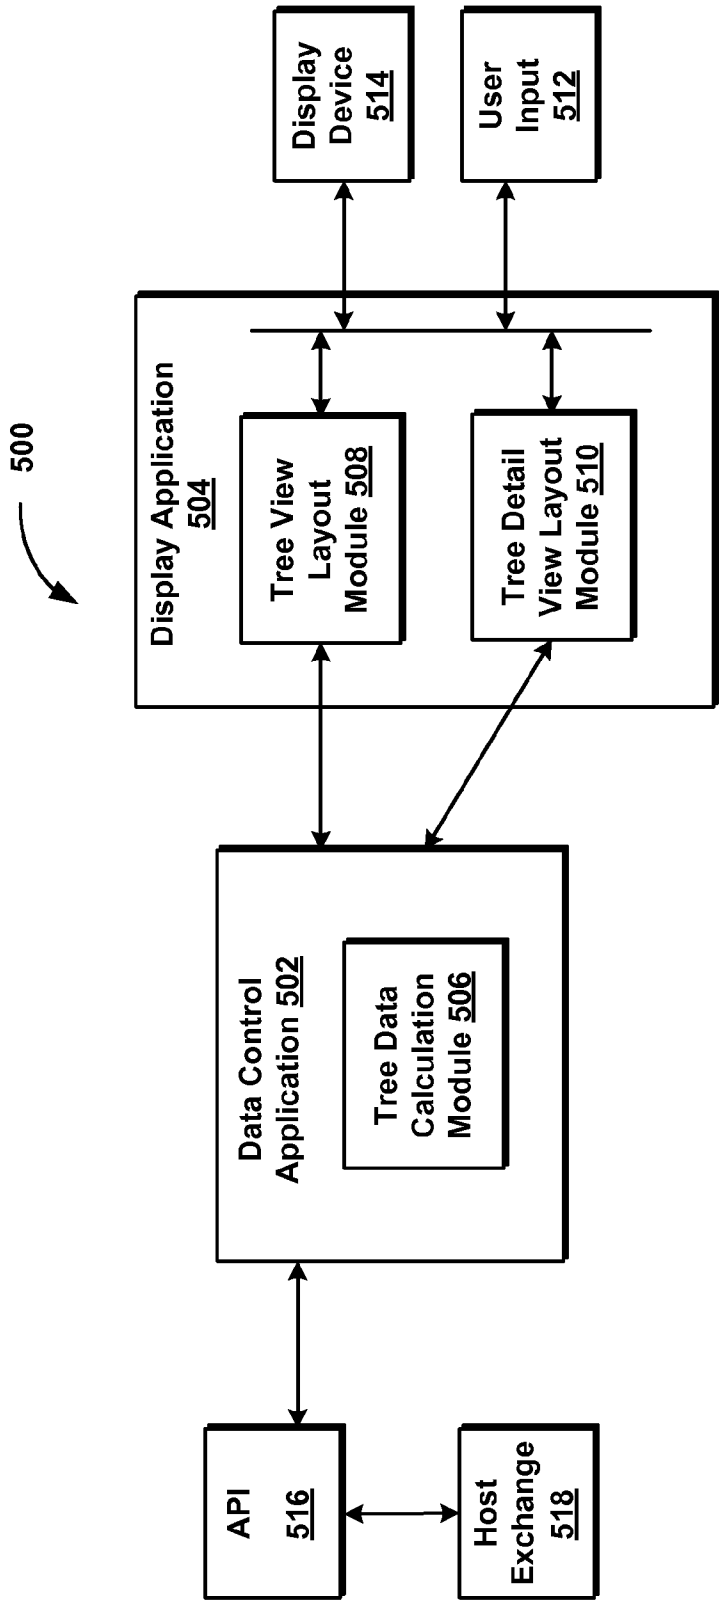 500
Display Application
504
Display
Device
514
User
Input
512
Tree View
Layout
Module 508
Tree Detail
View Layout
Module 510
Data Control
Application 502
Tree Data
Calculation
Module 506
API
516
Host
Exchange
518